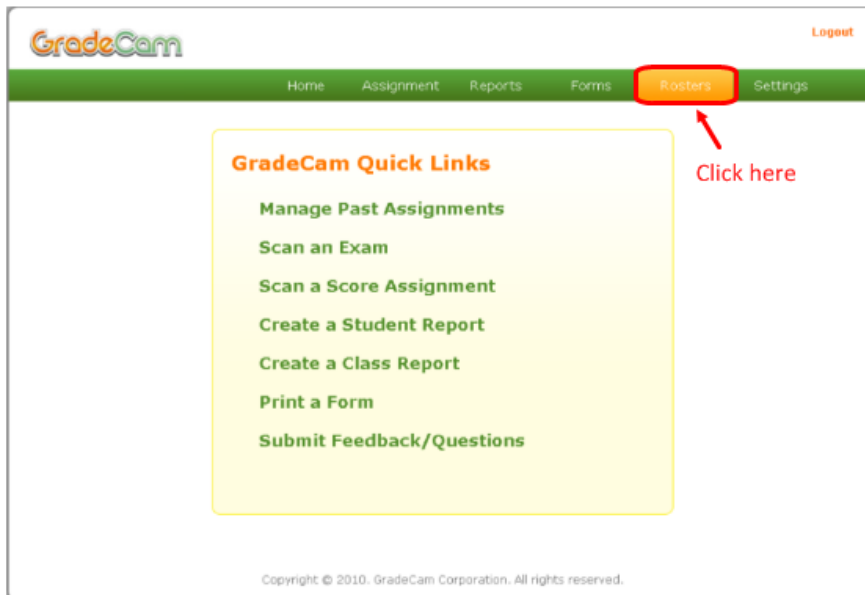 GradeCam
Logout
Home Assignment Reports Forms Rosters Settings
Click here
GradeCam Quick Links
Manage Past Assignments
Scan an Exam
Scan a Score Assignment
Create a Student Report
Create a Class Report
Print a Form
Submit Feedback/Questions
Copyright © 2010. GradeCam Corporation. All rights reserved.